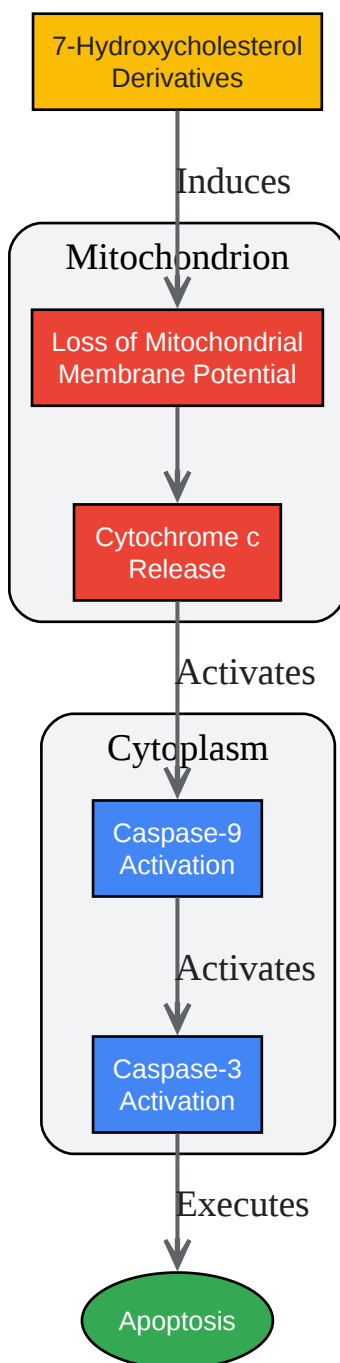 7-Hydroxycholesterol
Derivatives
Induces
Mitochondrion
Loss of Mitochondrial
Membrane Potential
Cytochrome c
Release
Activates
Cytoplasm
Caspase-9
Activation
Activates
Caspase-3
Activation
Executes
Apoptosis